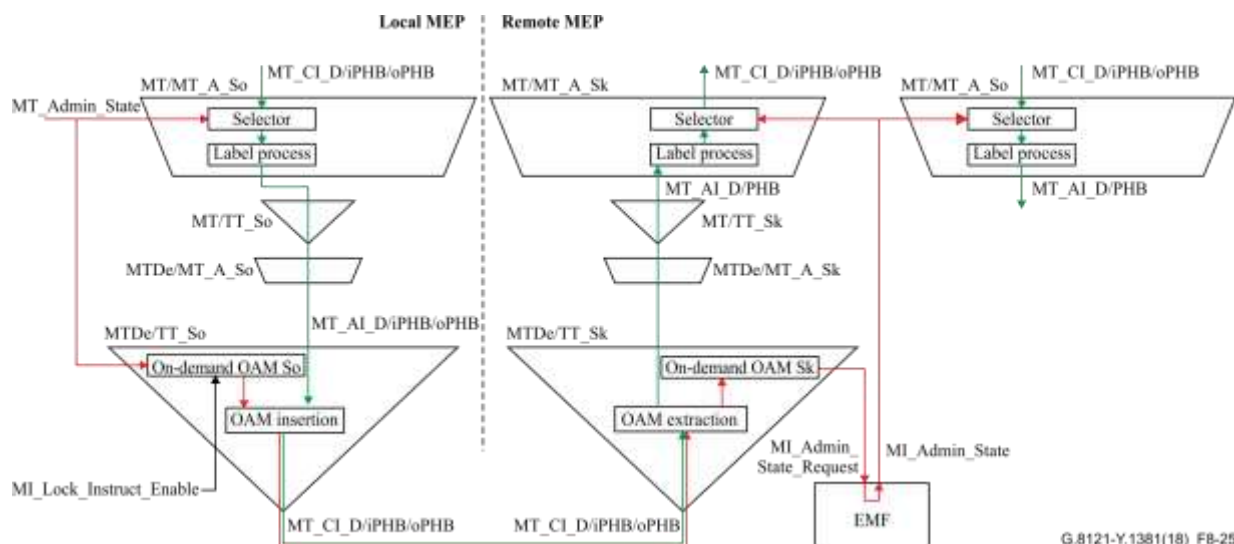 Local MEP
Remote MEP
MT_CI_D/iPHB/oPHB
MT_CI_D/iPHB/oPHB
MT_CI_D/iPHB/oPHB
MT/MT_A_So
MT/MT_A_Sk
MT/MT_A_So
MT_Admin_State
Selector
Selector
Selector
Label process
Label process
Label process
MT_AI_D/PHB
MT_AI_D/PHB
MT/TT_So
MT/TT_Sk
MTDe/MT_A_So
MTDe/MT_A_Sk
MT_AI_D/iPHB/oPHB
MTDe/TT_So
MTDe/TT_Sk
On-demand OAM So
On-demand OAM Sk
OAM insertion
OAM extraction
MI_Admin_
State_Request
MI_Admin_State
MI_Lock_Instruct_Enable
MT_CI_D/iPHB/oPHB
MT_CI_D/iPHB/oPHB
EMF
G.8121-Y.1381(18)_F8-25